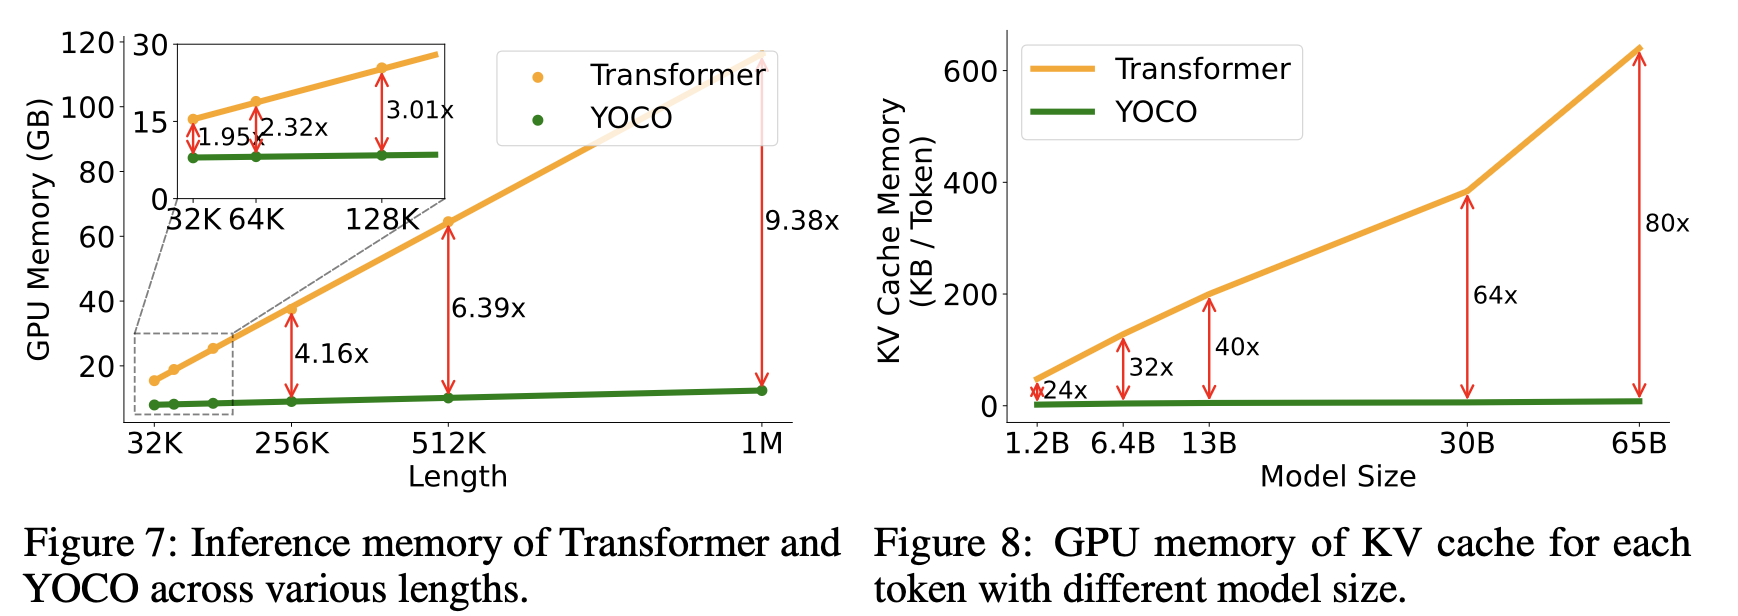 120
100
80
60
40
20
GPU Memory (GB)
30
15
0
32K 64K 128K
1.95x
2.32x
3.01x
Transformer
YOCO
4.16x
6.39x
9.38x
32K 256K 512K 1M
Length
600
400
200
0
KV Cache Memory
(KB / Token)
Transformer
YOCO
24x
32x
40x
64x
80x
1.2B 6.4B 13B 30B 65B
Model Size
Figure 7: Inference memory of Transformer and
YOCO across various lengths.
Figure 8: GPU memory of KV cache for each
token with different model size.